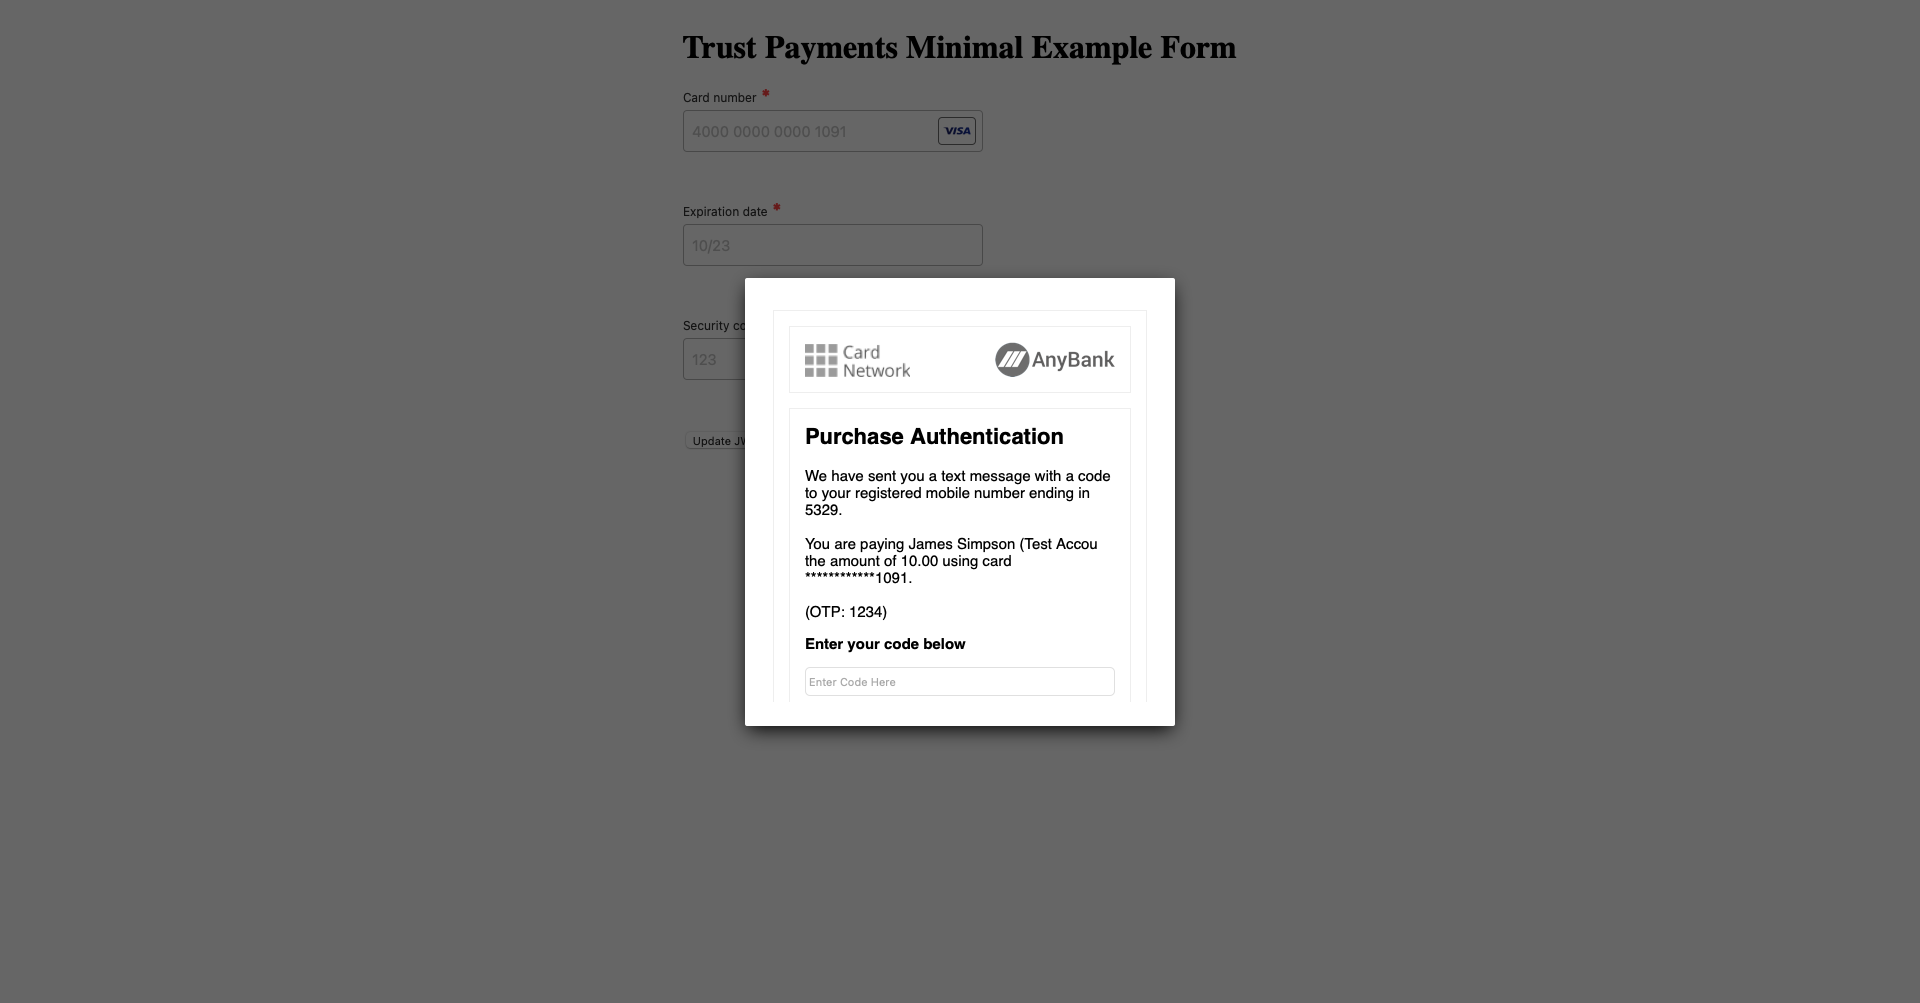 Trust Payments Minimal Example Form
Card number *
4000 0000 0000 1091
VISA
Expiration date *
10/23
Security co
123
Update JW
Card
Network
AnyBank
Purchase Authentication
We have sent you a text message with a code
to your registered mobile number ending in
5329.
You are paying James Simpson (Test Accou
the amount of 10.00 using card
************1091.
(OTP: 1234)
Enter your code below
Enter Code Here